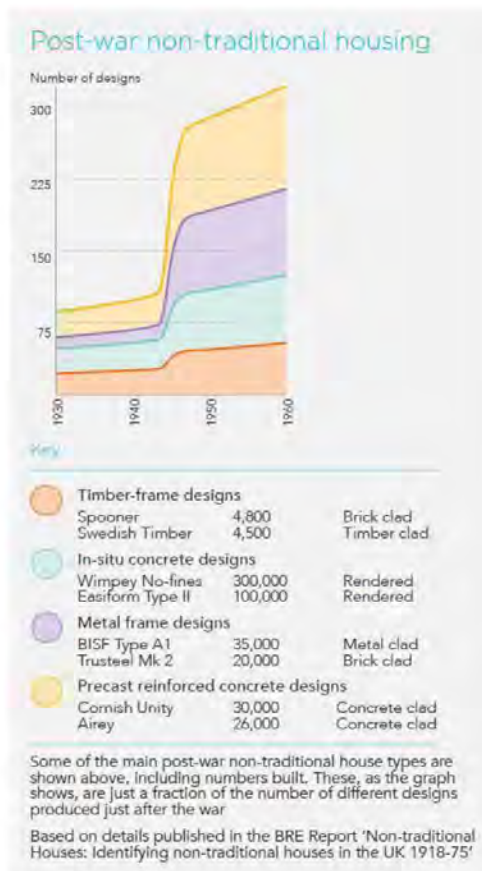 Post-war non-traditional housing
Number of designs
300
225
150
75
1930
1940
1950
1960
Key
Timber-frame designs
Spooner 4,800 Brick clad
Swedish Timber 4,500 Timber clad
In-situ concrete designs
Wimpey No-fines 300,000 Rendered
Easiform Type II 100,000 Rendered
Metal frame designs
BISF Type A1 35,000 Metal clad
Trusteel Mk 2 20,000 Brick clad
Precast reinforced concrete designs
Cornish Unity 30,000 Concrete clad
Airey 26,000 Concrete clad
Some of the main post-war non-traditional house types are
shown above, including numbers built. These, as the graph
shows, are just a fraction of the number of different designs
produced just after the war
Based on details published in the BRE Report 'Non-traditional
Houses: Identifying non-traditional houses in the UK 1918-75'